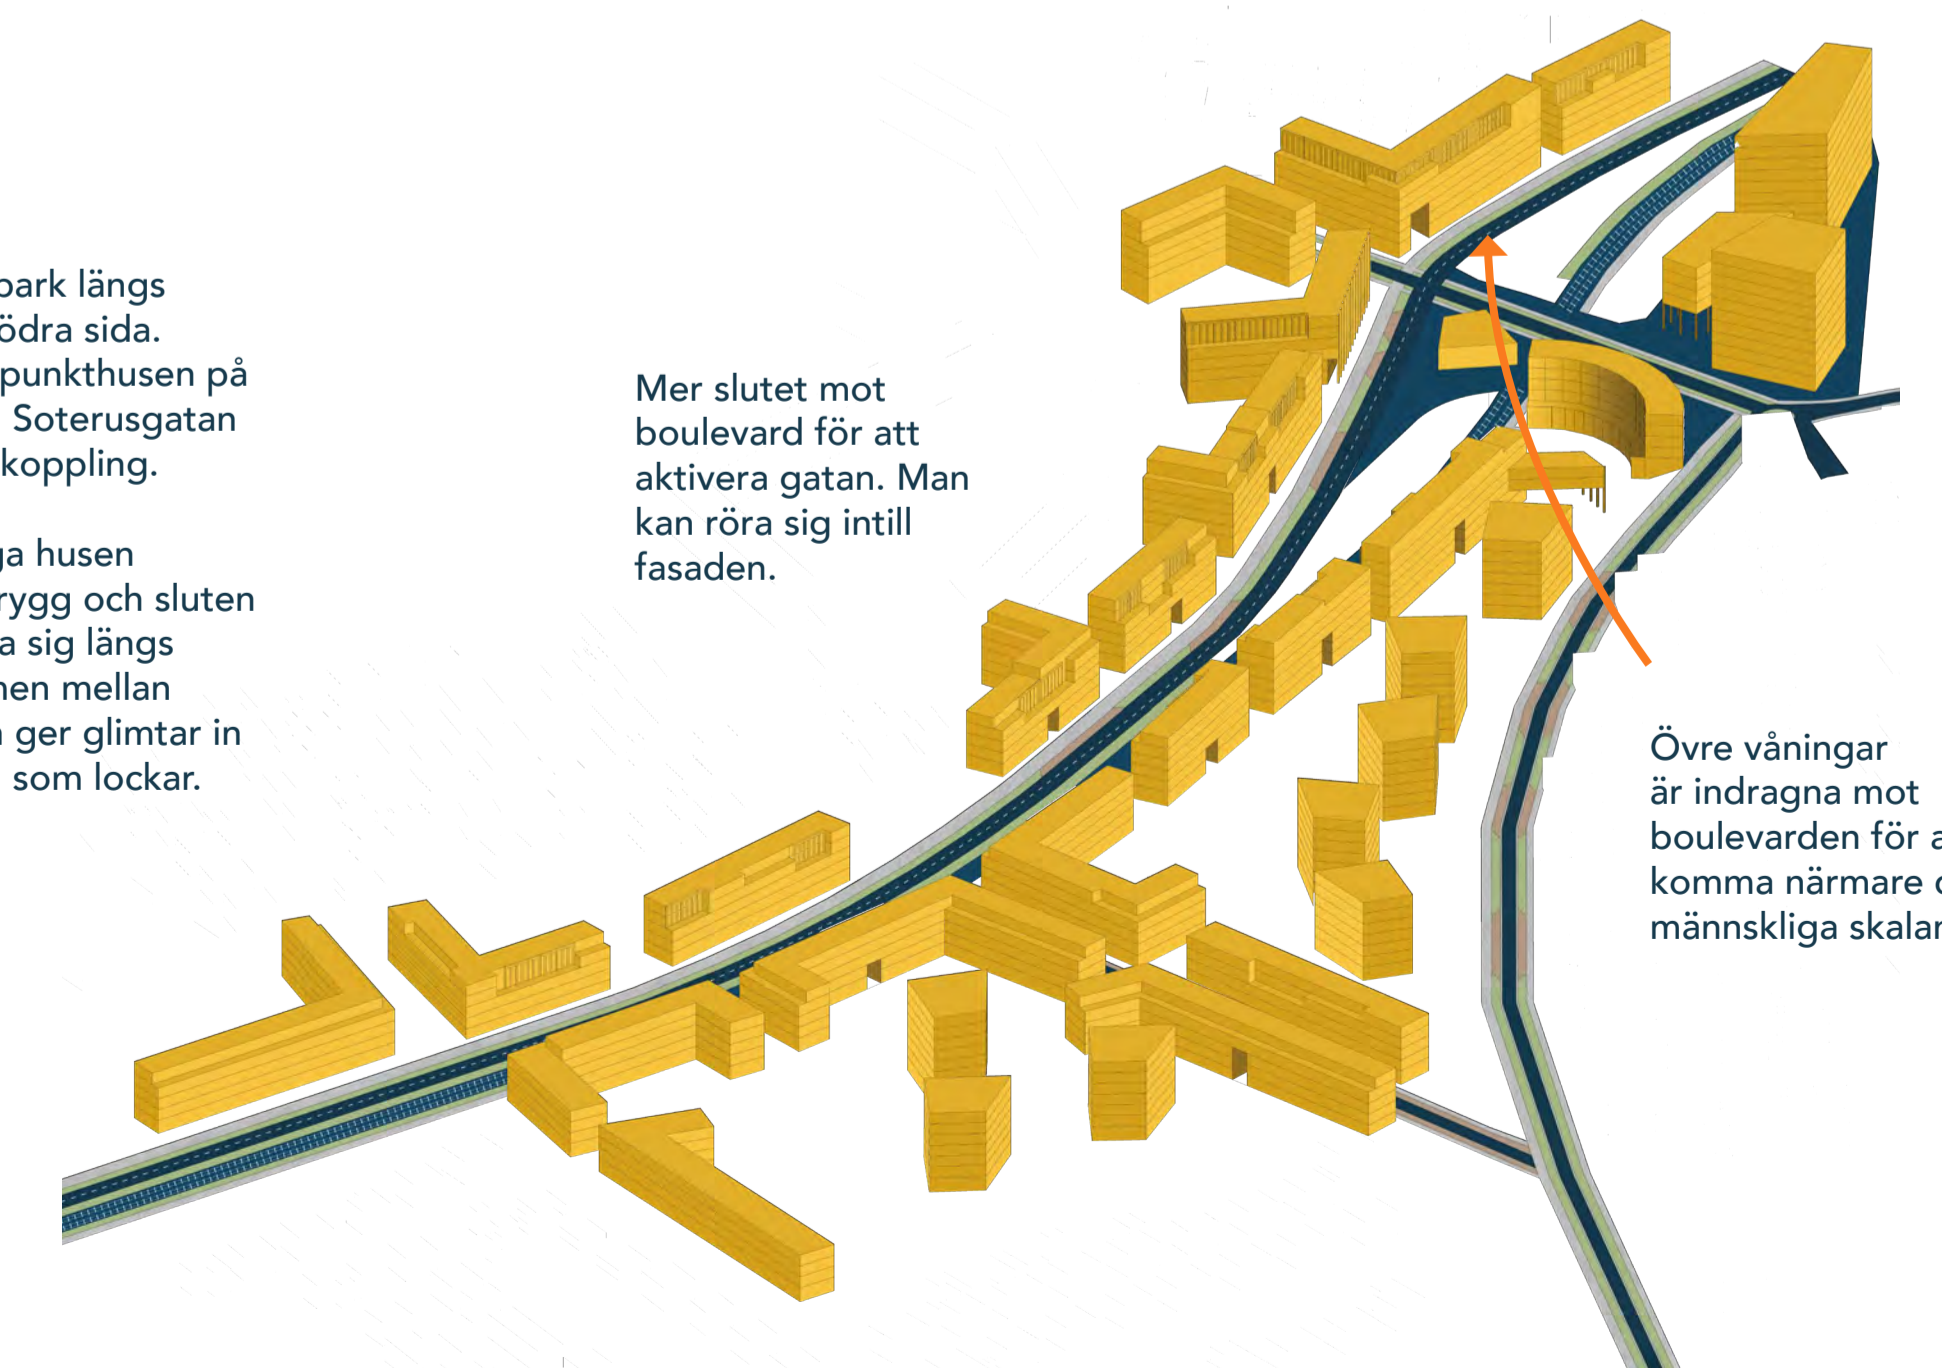 park längs
ödra sida.
punkthusen på
Soterusgatan
koppling.
ga husen
rygg och sluten
a sig längs
nen mellan
ger glimtar in
som lockar.
Mer slutet mot
boulevard för att
aktivera gatan. Man
kan röra sig intill
fasaden.
Övre våningar
är indragna mot
boulevarden för a
komma närmare
männskliga skalar